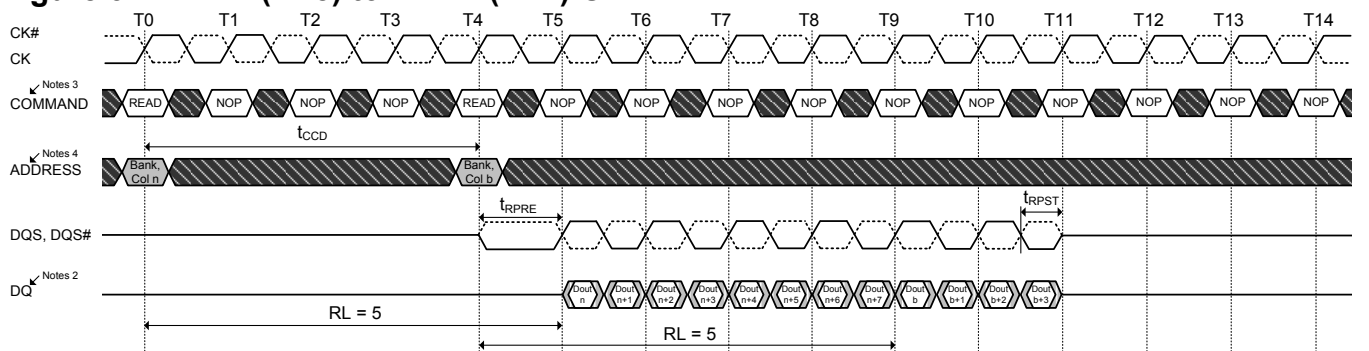 T0 T1 T2 T3 T4 T5 T6 T7 T8 T9 T10 T11 T12 T13 T14
CK#
CK
Notes 3
COMMAND READ NOP NOP NOP READ NOP NOP NOP NOP NOP NOP NOP NOP NOP NOP
tCCD
Notes 4
ADDRESS
Bank, Col n
Bank, Col b
tRPRE
tRPST
DQS, DQS#
Notes 2
DQ
Dout n
Dout n+1
Dout n+2
Dout n+3
Dout n+4
Dout n+5
Dout n+6
Dout n+7
Dout b
Dout b+1
Dout b+2
Dout b+3
RL = 5
RL = 5